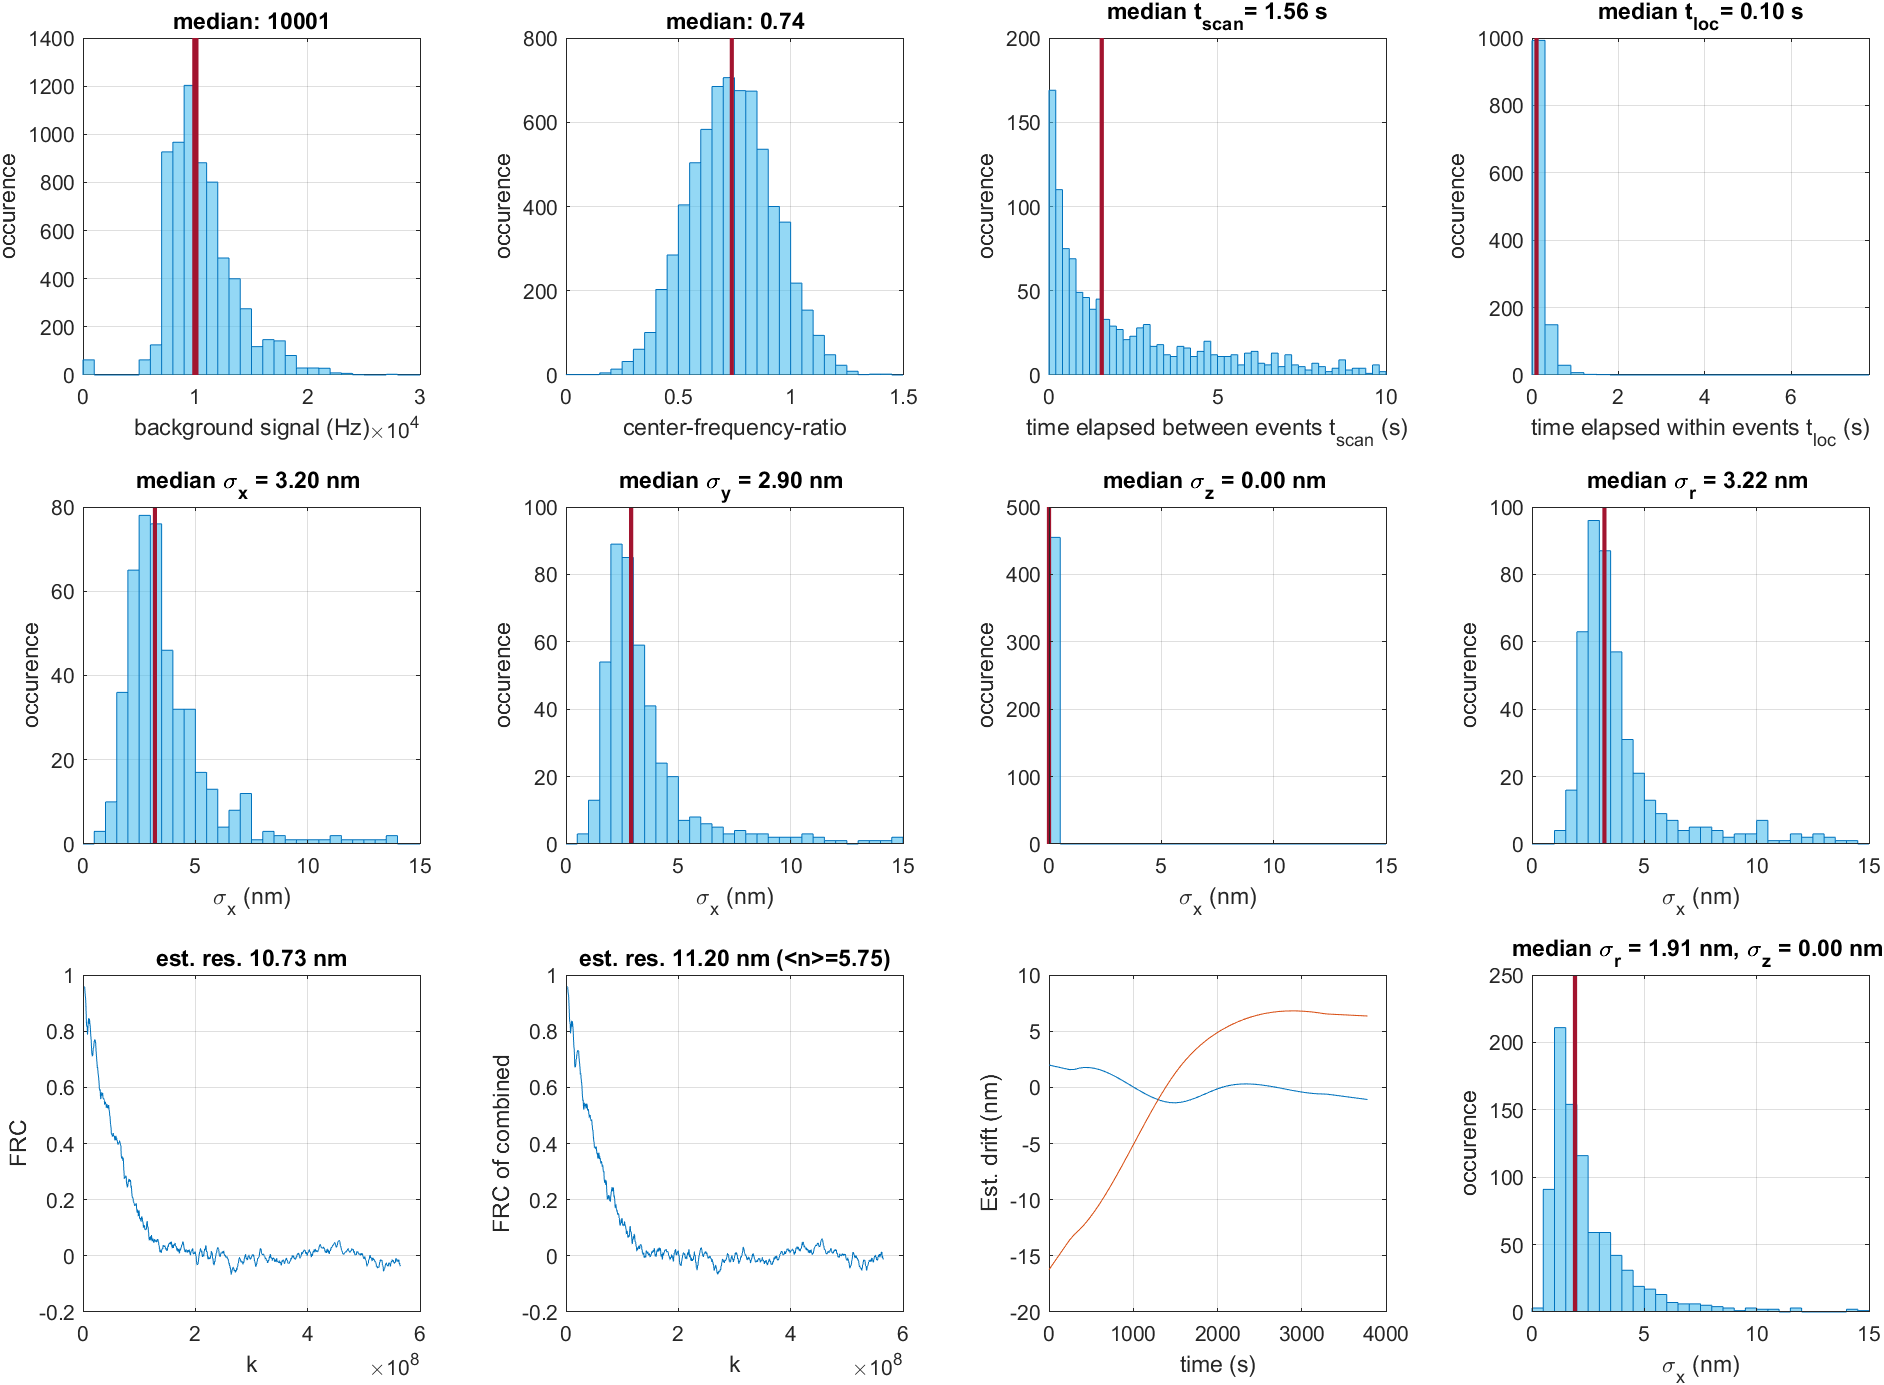 median: 10001
1400
1200
1000
800
600
400
200
0
0 1 2 3
occurence
background signal (Hz) ×10^4
median: 0.74
800
600
400
200
0
0 0.5 1 1.5
occurence
center-frequency-ratio
median t_scan = 1.56 s
200
150
100
50
0
0 5 10
occurence
time elapsed between events t_scan (s)
median t_loc = 0.10 s
1000
800
600
400
200
0
0 2 4 6
occurence
time elapsed within events t_loc (s)
median σ_x = 3.20 nm
80
60
40
20
0
0 5 10 15
occurence
σ_x (nm)
median σ_y = 2.90 nm
100
80
60
40
20
0
0 5 10 15
occurence
σ_x (nm)
median σ_z = 0.00 nm
500
400
300
200
100
0
0 5 10 15
occurence
σ_x (nm)
median σ_r = 3.22 nm
100
80
60
40
20
0
0 5 10 15
occurence
σ_x (nm)
est. res. 10.73 nm
1
0.8
0.6
0.4
0.2
0
-0.2
0 2 4 6
FRC
k ×10^8
est. res. 11.20 nm (<n>=5.75)
1
0.8
0.6
0.4
0.2
0
-0.2
0 2 4 6
FRC of combined
k ×10^8
10
5
0
-5
-10
-15
-20
0 1000 2000 3000 4000
Est. drift (nm)
time (s)
median σ_r = 1.91 nm, σ_z = 0.00 nm
250
200
150
100
50
0
0 5 10 15
occurence
σ_x (nm)